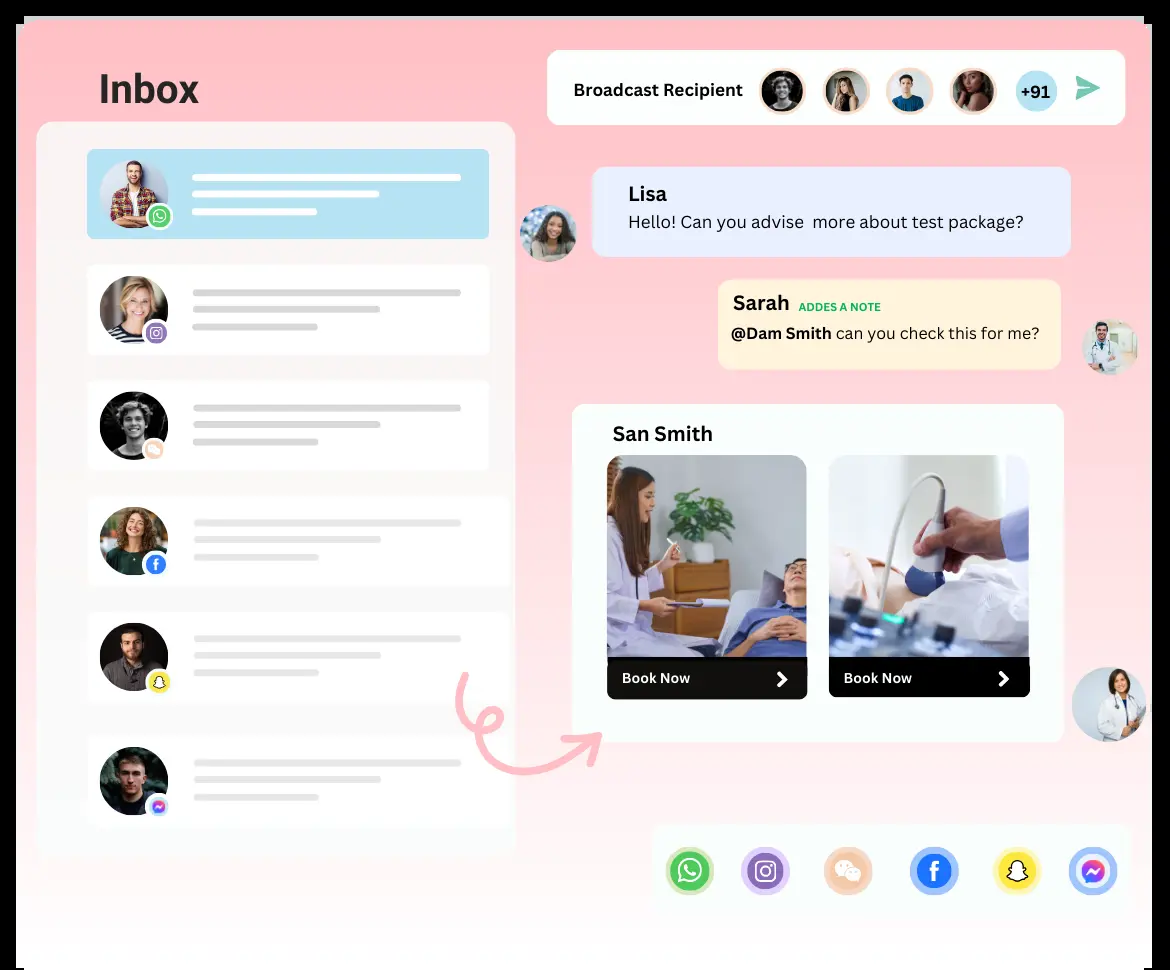 Inbox
Broadcast Recipient +91
Lisa
Hello! Can you advise more about test package?
Sarah ADDES A NOTE
@Dam Smith can you check this for me?
San Smith
Book Now
Book Now